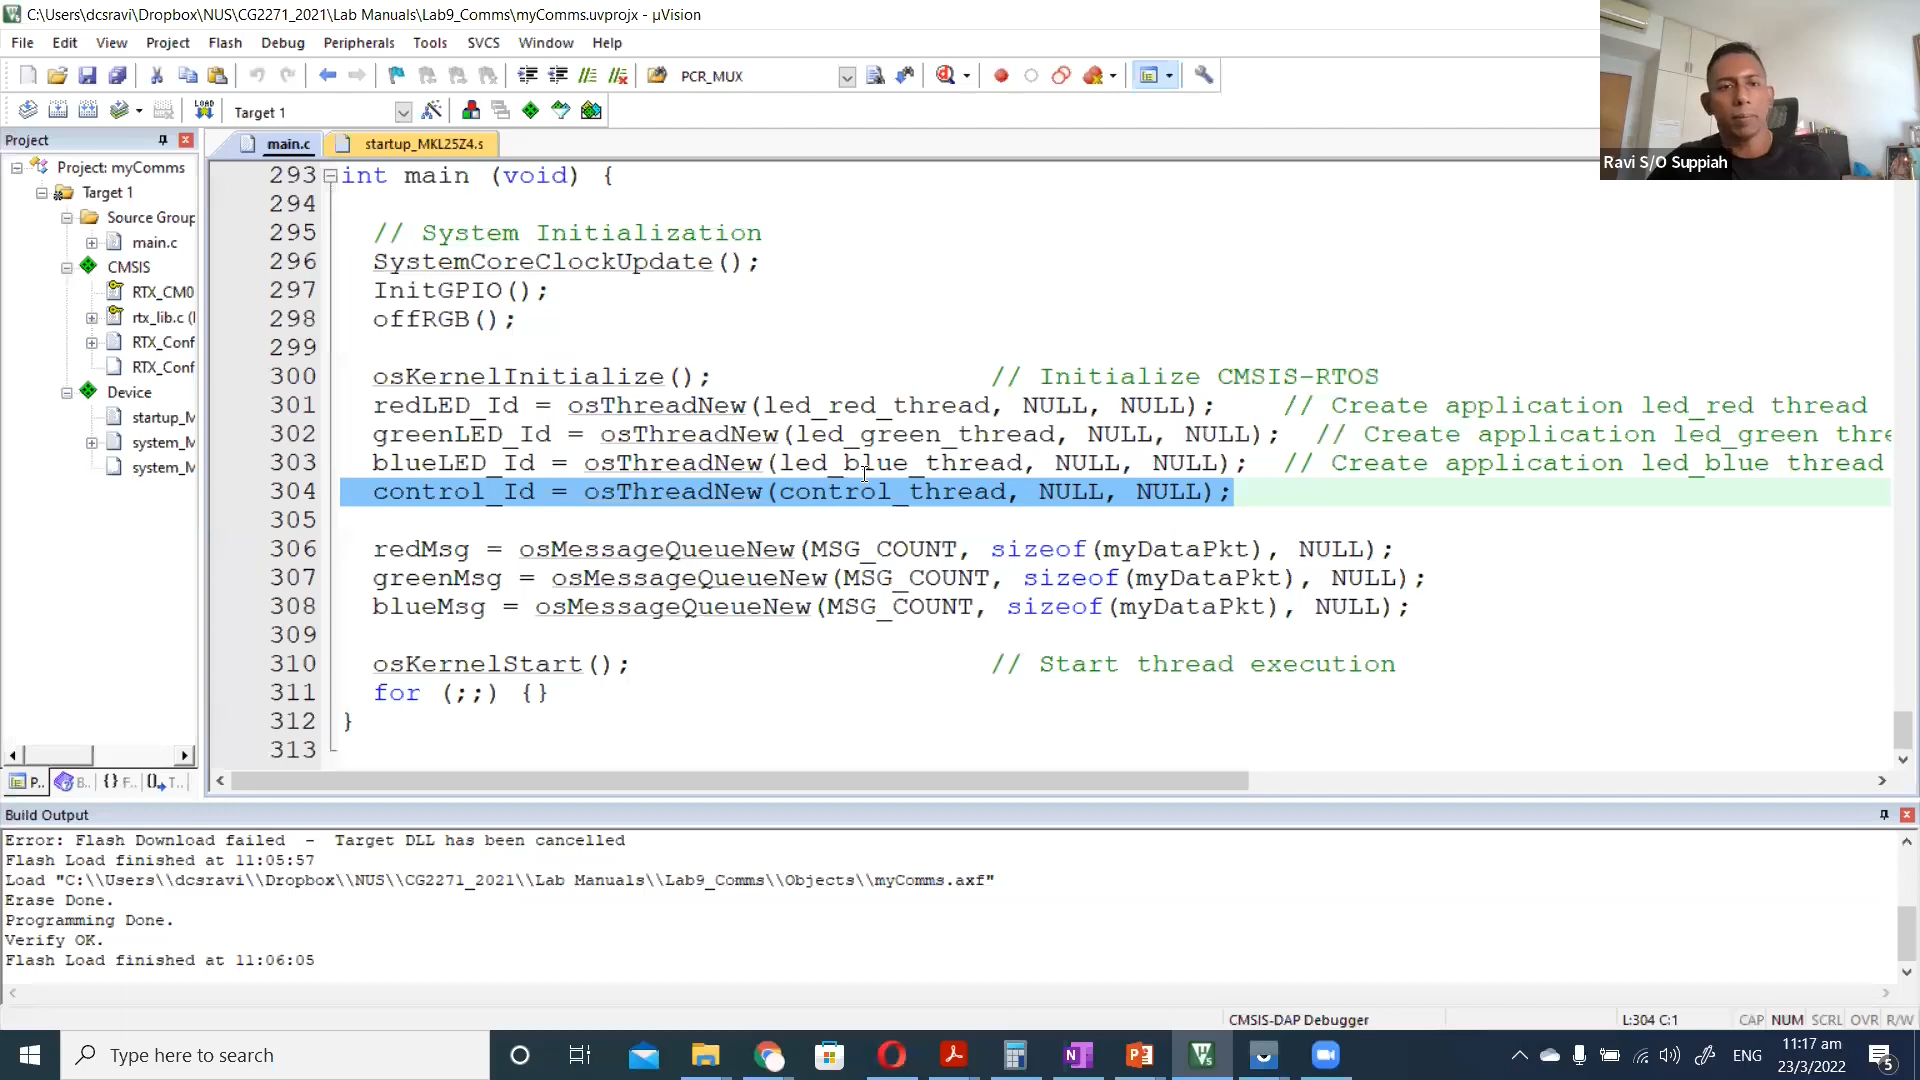 C:\Users\dcsravi\Dropbox\NUS\CG2271_2021\Lab Manuals\Lab9_Comms\myComms.uvprojx - µVision
File Edit View Project Flash Debug Peripherals Tools SVCS Window Help
PCR_MUX
LOAD Target 1
Ravi S/O Suppiah
Project
main.c startup_MKL25Z4.s
Project: myComms
Target 1
Source Group
main.c
CMSIS
RTX_CM0
rtx_lib.c (
RTX_Conf
RTX_Conf
Device
startup_M
system_M
system_M
P.. B.. {} F.. T..
293 int main (void) {
294
295 // System Initialization
296 SystemCoreClockUpdate();
297 InitGPIO();
298 offRGB();
299
300 osKernelInitialize(); // Initialize CMSIS-RTOS
301 redLED_Id = osThreadNew(led_red_thread, NULL, NULL); // Create application led_red thread
302 greenLED_Id = osThreadNew(led_green_thread, NULL, NULL); // Create application led_green thre
303 blueLED_Id = osThreadNew(led_blue_thread, NULL, NULL); // Create application led_blue thread
304 control_Id = osThreadNew(control_thread, NULL, NULL);
305
306 redMsg = osMessageQueueNew(MSG_COUNT, sizeof(myDataPkt), NULL);
307 greenMsg = osMessageQueueNew(MSG_COUNT, sizeof(myDataPkt), NULL);
308 blueMsg = osMessageQueueNew(MSG_COUNT, sizeof(myDataPkt), NULL);
309
310 osKernelStart(); // Start thread execution
311 for (;;) {}
312 }
313
Build Output
Error: Flash Download failed - Target DLL has been cancelled
Flash Load finished at 11:05:57
Load "C:\\Users\\dcsravi\\Dropbox\\NUS\\CG2271_2021\\Lab Manuals\\Lab9_Comms\\Objects\\myComms.axf"
Erase Done.
Programming Done.
Verify OK.
Flash Load finished at 11:06:05
CMSIS-DAP Debugger L:304 C:1 CAP NUM SCRL OVR R/W
Type here to search
ENG
11:17 am
23/3/2022
5